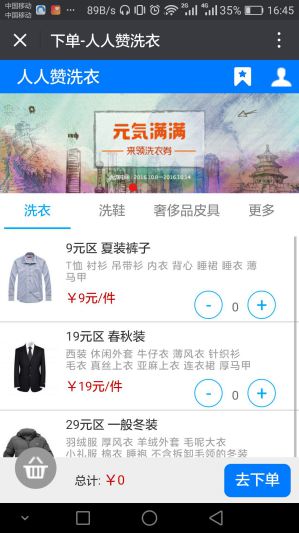 中国移动
中国移动
89B/s
2G
4G
35%
16:45
下单-人人赞洗衣
人人赞洗衣
元气满满
来领洗衣券
2016.10.8—2016.10.14
洗衣
洗鞋
奢侈品皮具
更多
9元区 夏装裤子
T恤 衬衫 吊带衫 内衣 背心 睡裙 睡衣 薄
马甲
￥9元/件
- 0 +
19元区 春秋装
西装 休闲外套 牛仔衣 薄风衣 针织衫
毛衣 真丝上衣 亚麻上衣 连衣裙 厚马甲
￥19元/件
- 0 +
29元区 一般冬装
羽绒服 厚风衣 羊绒外套 毛呢大衣
小礼服 棉衣 睡袍 不含拆卸毛领的冬装
总计: ￥0
去下单